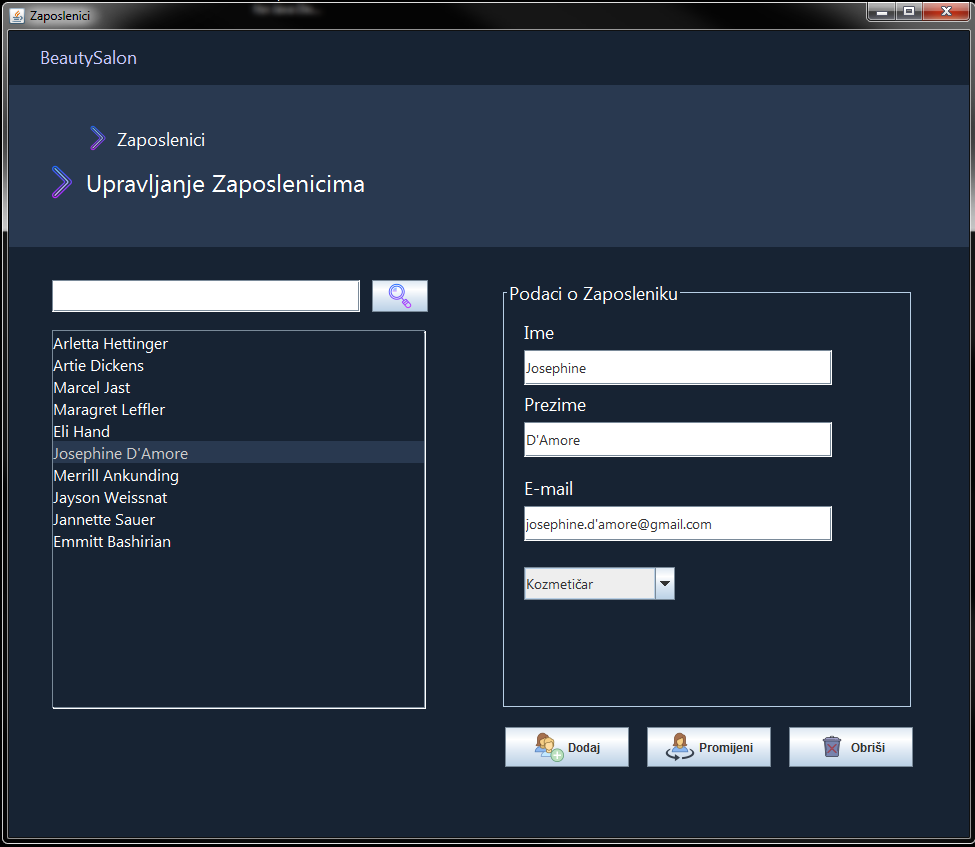 Zaposlenici
BeautySalon
Zaposlenici
Upravljanje Zaposlenicima
Arletta Hettinger
Artie Dickens
Marcel Jast
Maragret Leffler
Eli Hand
Josephine D'Amore
Merrill Ankunding
Jayson Weissnat
Jannette Sauer
Emmitt Bashirian
Podaci o Zaposleniku
Ime
Josephine
Prezime
D'Amore
E-mail
josephine.d'amore@gmail.com
Kozmetičar
Dodaj
Promijeni
Obriši